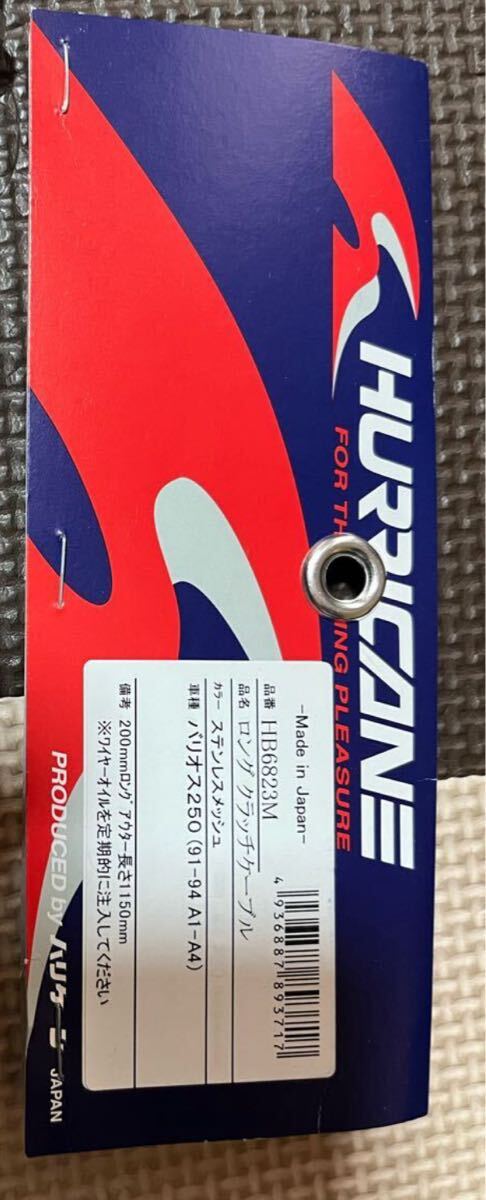 HURRICANE
FOR TH NING PLEASURE
-Made in Japan-
4 936887 893717
品番 HB6823M
品名 ロングクラッチケーブル
カラー ステンレスメッシュ
車種 バリオス250 (91-94 A1-A4)
備考 200mmロング アウター長さ1150mm
※ワイヤーオイルを定期的に注入してください
PRODUCED by ハリケーン JAPAN